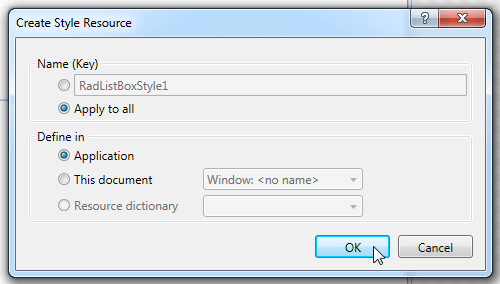 Create Style Resource
Name (Key)
RadListBoxStyle1
Apply to all
Define in
Application
This document
Window: <no name>
Resource dictionary
OK
Cancel